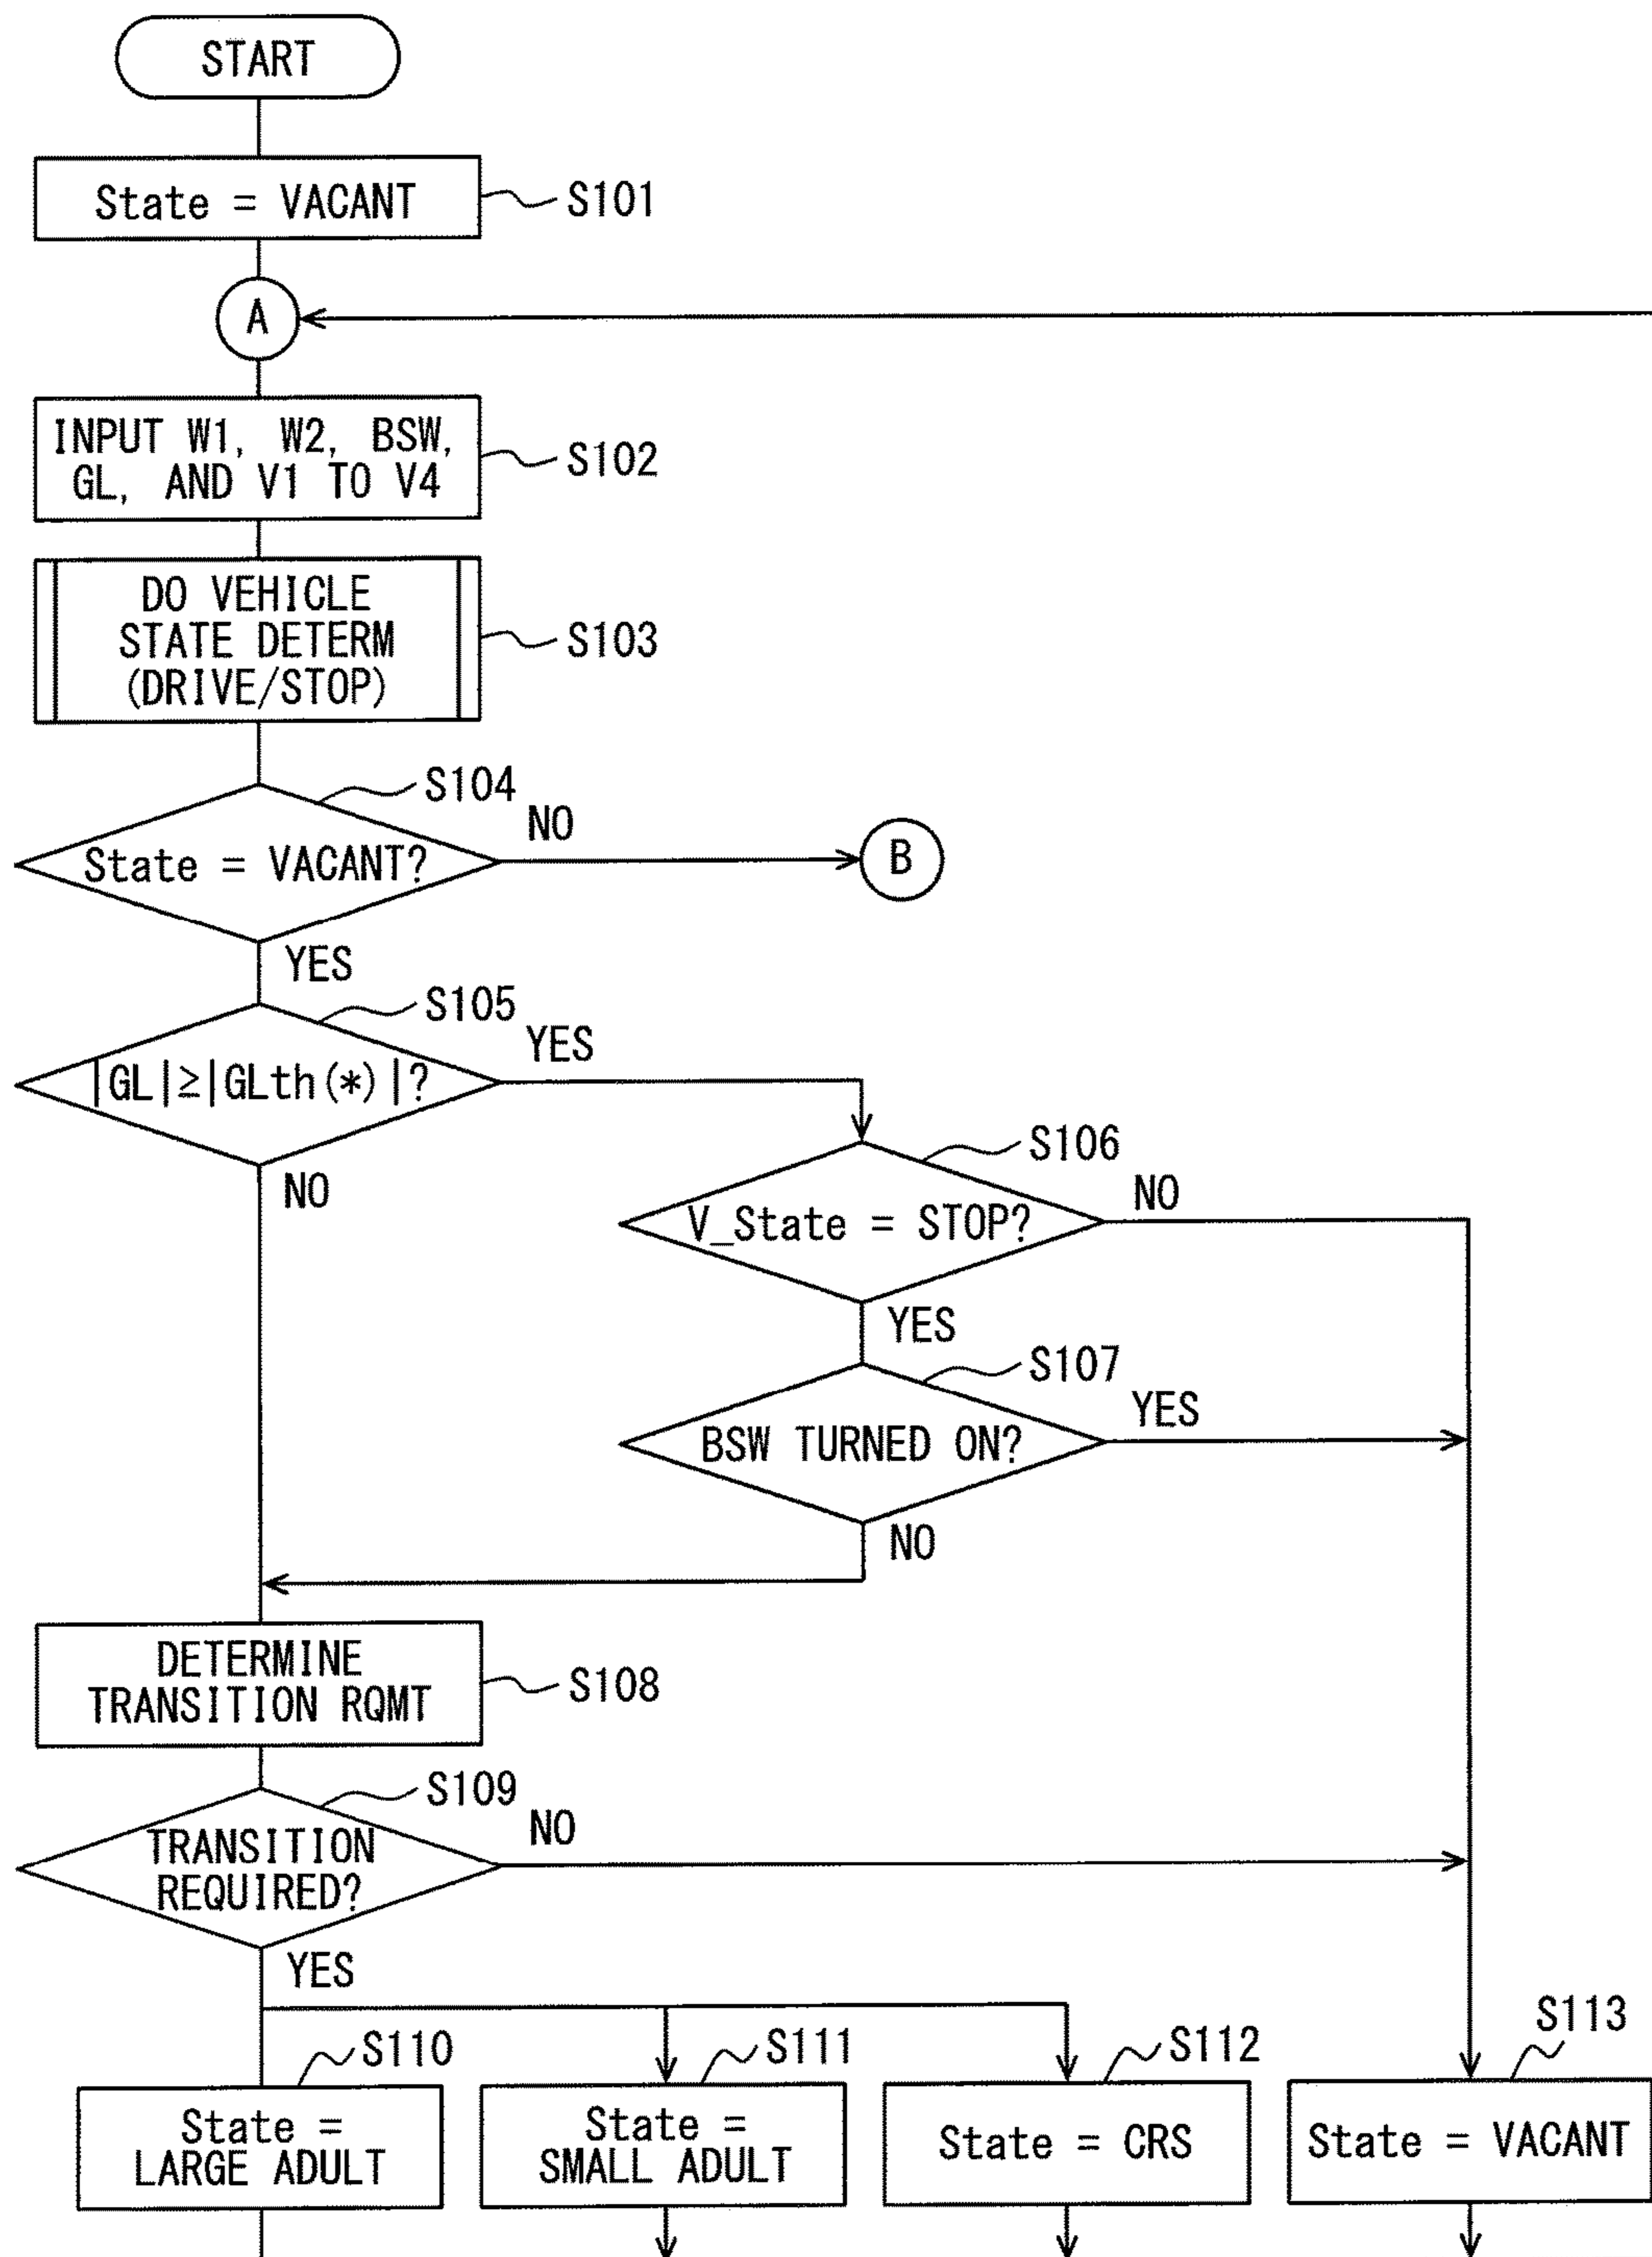 START
State = VACANT
S101
A
INPUT W1, W2, BSW,
GL, AND V1 TO V4
S102
DO VEHICLE
STATE DETERM
(DRIVE/STOP)
S103
S104
State = VACANT?
NO
B
YES
S105
|GL|≧|GLth(*)|?
YES
NO
S106
V_State = STOP?
NO
YES
S107
BSW TURNED ON?
YES
NO
DETERMINE
TRANSITION RQMT
S108
S109
TRANSITION
REQUIRED?
NO
YES
S110
State =
LARGE ADULT
S111
State =
SMALL ADULT
S112
State = CRS
S113
State = VACANT